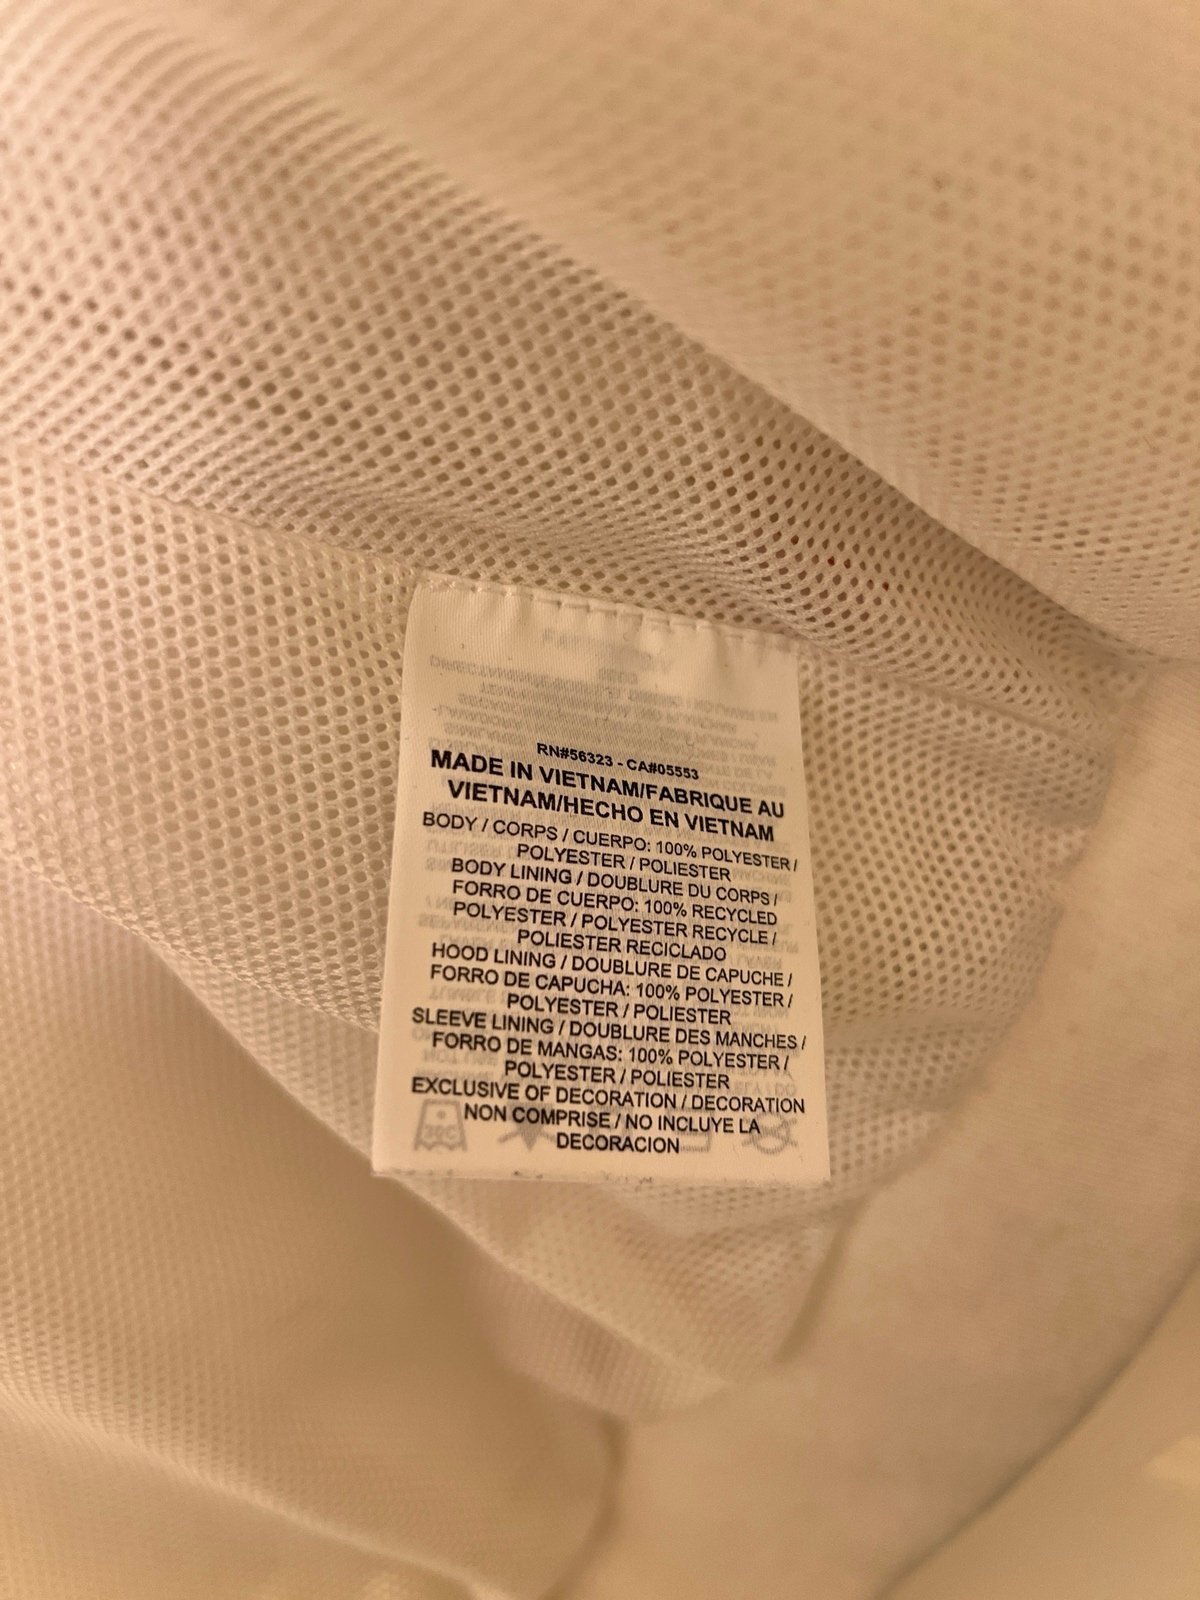 RN#56323 - CA#05553
MADE IN VIETNAM/FABRIQUE AU
VIETNAM/HECHO EN VIETNAM
BODY / CORPS / CUERPO: 100% POLYESTER /
POLYESTER / POLIESTER
BODY LINING / DOUBLURE DU CORPS /
FORRO DE CUERPO: 100% RECYCLED
POLYESTER / POLYESTER RECYCLE /
POLIESTER RECICLADO
HOOD LINING / DOUBLURE DE CAPUCHE /
FORRO DE CAPUCHA: 100% POLYESTER /
POLYESTER / POLIESTER
SLEEVE LINING / DOUBLURE DES MANCHES /
FORRO DE MANGAS: 100% POLYESTER /
POLYESTER / POLIESTER
EXCLUSIVE OF DECORATION / DECORATION
NON COMPRISE / NO INCLUYE LA
DECORACION